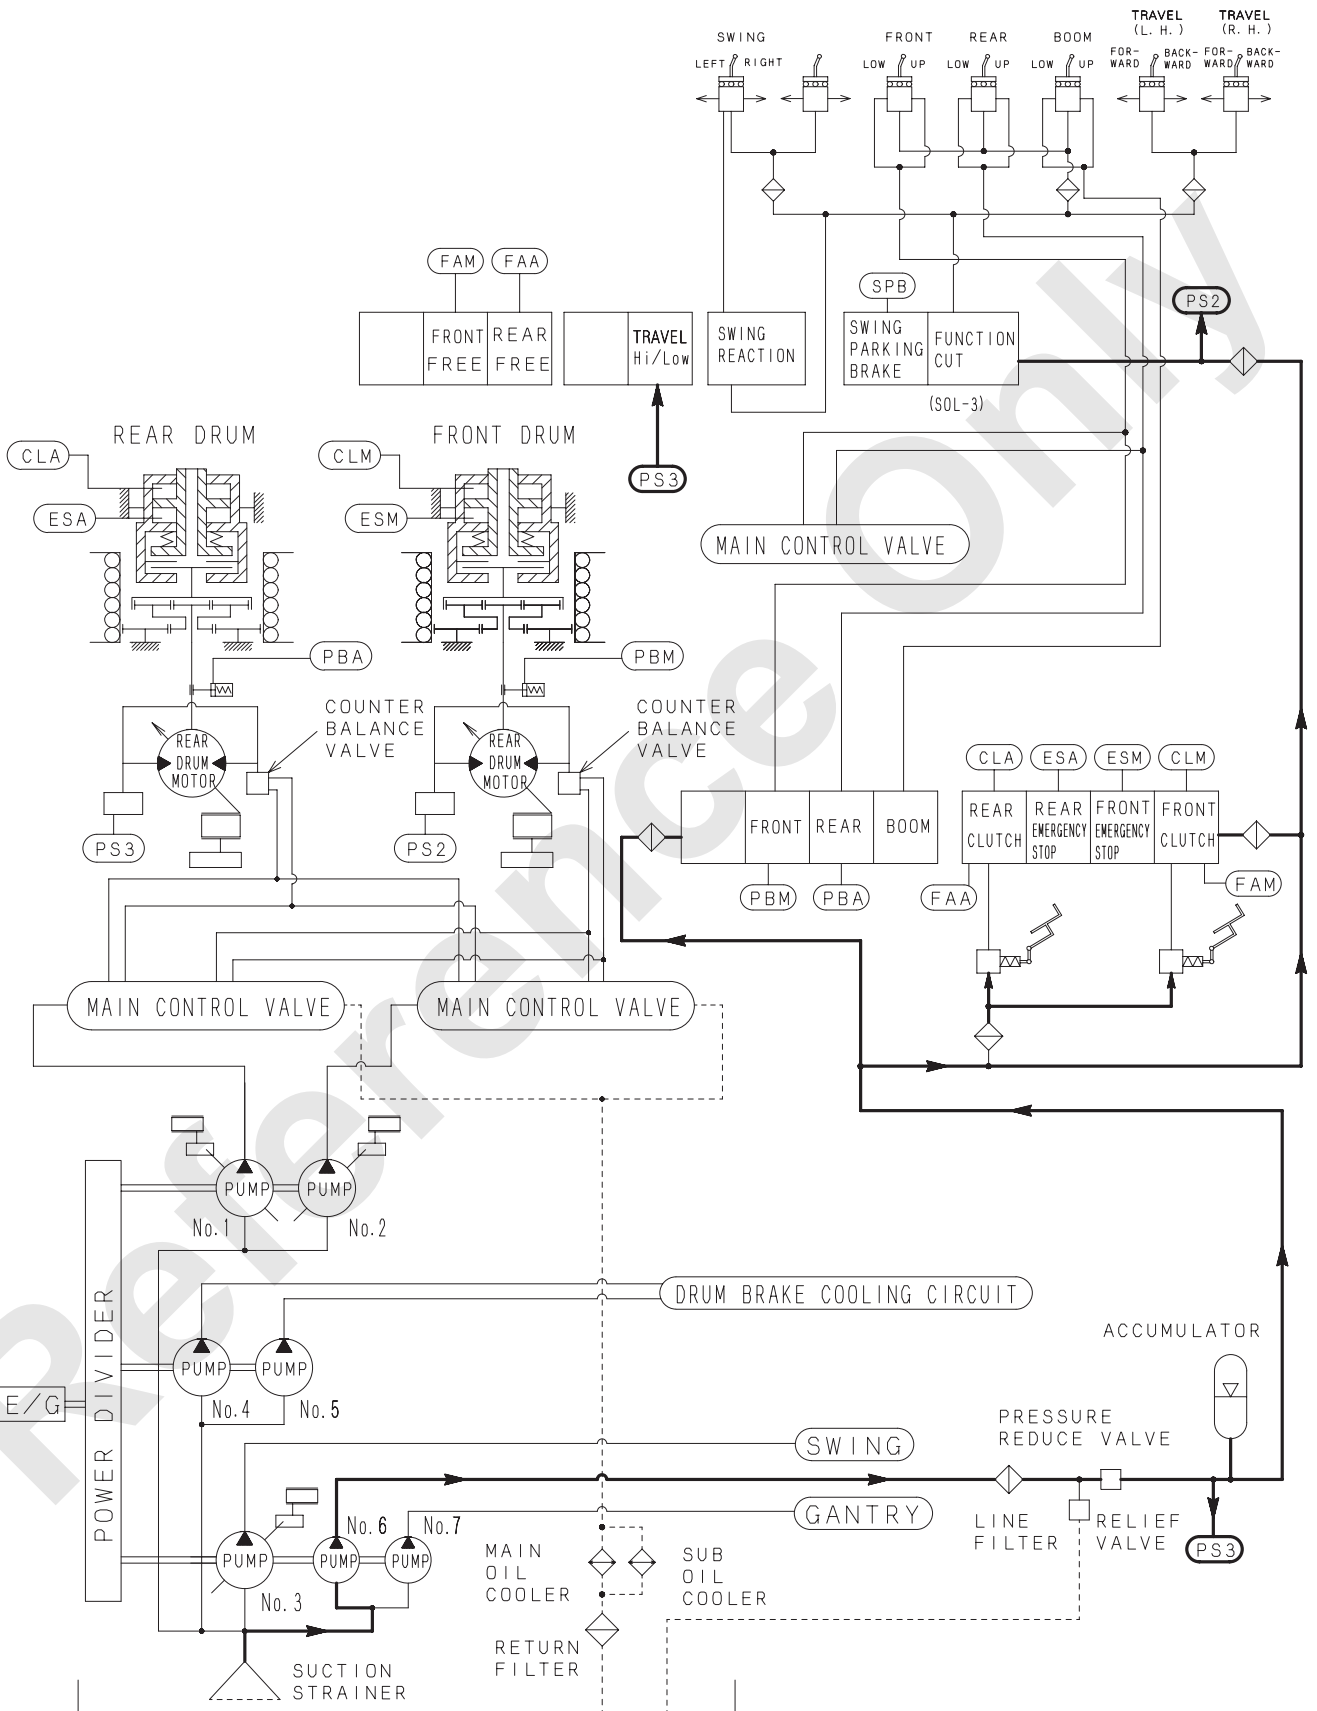 TRAVEL
(L. H.)
TRAVEL
(R. H.)
SWING
FRONT
REAR
BOOM
LEFT
RIGHT
LOW
UP
LOW
UP
LOW
UP
FOR-
WARD
BACK-
WARD
FOR-
WARD
BACK-
WARD
FAM
FAA
SPB
PS2
FRONT
FREE
REAR
FREE
TRAVEL
Hi/Low
SWING
REACTION
SWING
PARKING
BRAKE
FUNCTION
CUT
(SOL-3)
REAR DRUM
FRONT DRUM
CLA
CLM
PS3
ESA
ESM
MAIN CONTROL VALVE
PBA
PBM
COUNTER
BALANCE
VALVE
COUNTER
BALANCE
VALVE
REAR
DRUM
MOTOR
REAR
DRUM
MOTOR
CLA
ESA
ESM
CLM
FRONT
REAR
BOOM
REAR
CLUTCH
REAR
EMERGENCY
STOP
FRONT
EMERGENCY
STOP
FRONT
CLUTCH
PS3
PS2
PBM
PBA
FAA
FAM
MAIN CONTROL VALVE
MAIN CONTROL VALVE
PUMP
PUMP
No.1
No.2
DRUM BRAKE COOLING CIRCUIT
POWER DIVIDER
E/G
PUMP
PUMP
No.4
No.5
ACCUMULATOR
PRESSURE
REDUCE VALVE
SWING
GANTRY
No.6
No.7
PUMP
PUMP
PUMP
No.3
LINE
FILTER
RELIEF
VALVE
PS3
MAIN
OIL
COOLER
SUB
OIL
COOLER
RETURN
FILTER
SUCTION
STRAINER
Reference Only